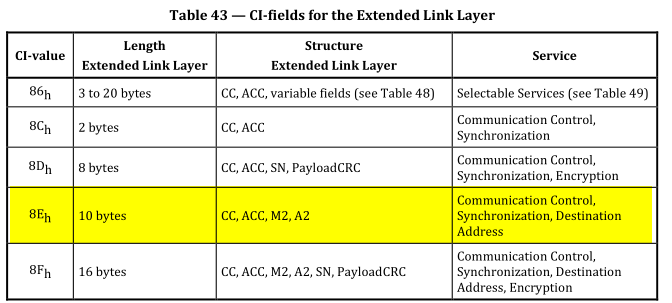 Table 43 — CI-fields for the Extended Link Layer
CI-value Length Extended Link Layer Structure Extended Link Layer Service
86h 3 to 20 bytes CC, ACC, variable fields (see Table 48) Selectable Services (see Table 49)
8Ch 2 bytes CC, ACC Communication Control,
Synchronization
8Dh 8 bytes CC, ACC, SN, PayloadCRC Communication Control,
Synchronization, Encryption
8Eh 10 bytes CC, ACC, M2, A2 Communication Control,
Synchronization, Destination
Address
8Fh 16 bytes CC, ACC, M2, A2, SN, PayloadCRC Communication Control,
Synchronization, Destination
Address, Encryption